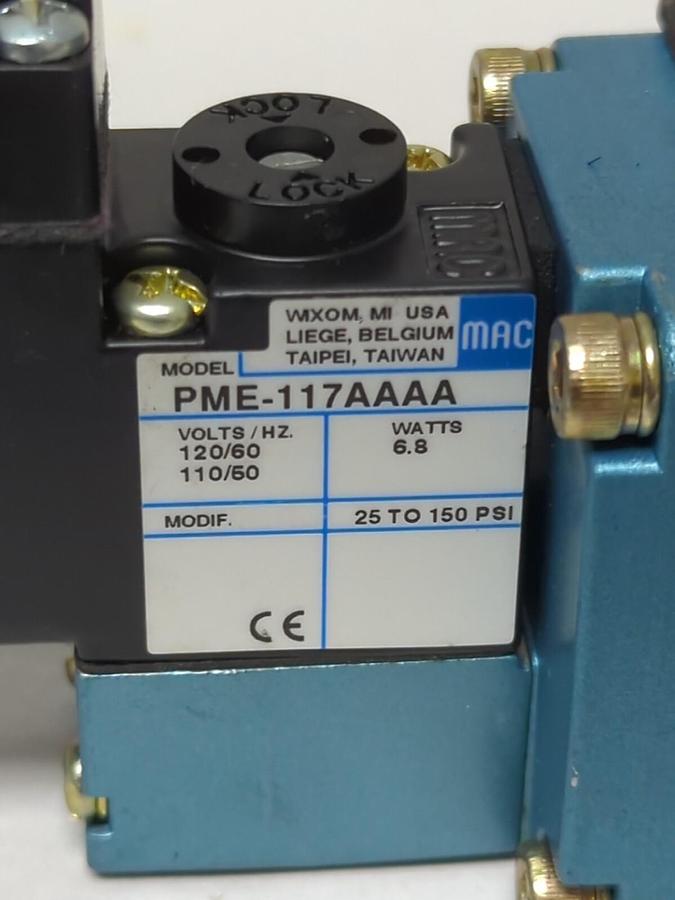 LOCK
LOCK
MAC
WIXOM, MI USA
LIEGE, BELGIUM
TAIPEI, TAIWAN
MAC
MODEL
PME-117AAAA
VOLTS/HZ.
120/60
110/50
WATTS
6.8
MODIF.
25 TO 150 PSI
CE